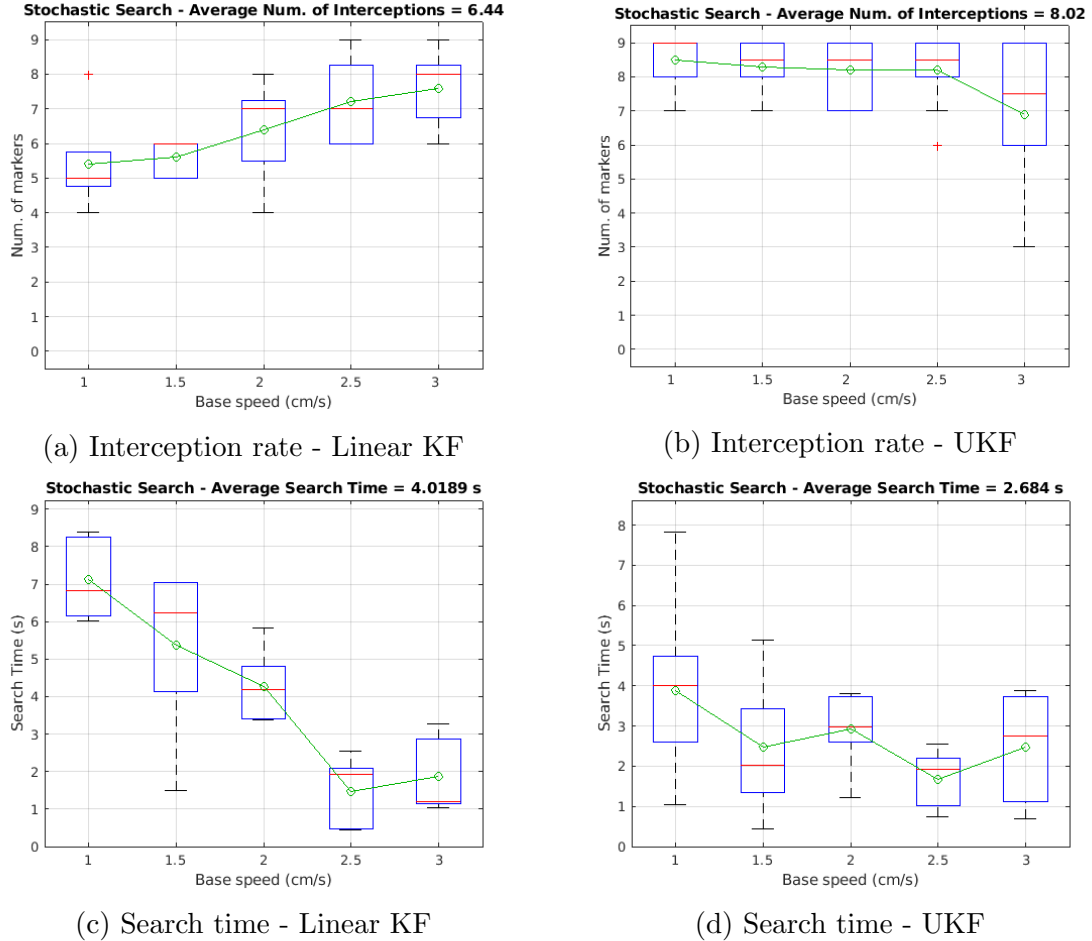 Stochastic Search - Average Num. of Interceptions = 6.44
9
8
7
6
5
4
3
2
1
0
Num. of markers
1 1.5 2 2.5 3
Base speed (cm/s)
(a) Interception rate - Linear KF
Stochastic Search - Average Num. of Interceptions = 8.02
9
8
7
6
5
4
3
2
1
0
Num. of markers
1 1.5 2 2.5 3
Base speed (cm/s)
(b) Interception rate - UKF
Stochastic Search - Average Search Time = 4.0189 s
9
8
7
6
5
4
3
2
1
0
Search Time (s)
1 1.5 2 2.5 3
Base speed (cm/s)
(c) Search time - Linear KF
Stochastic Search - Average Search Time = 2.684 s
8
7
6
5
4
3
2
1
0
Search Time (s)
1 1.5 2 2.5 3
Base speed (cm/s)
(d) Search time - UKF